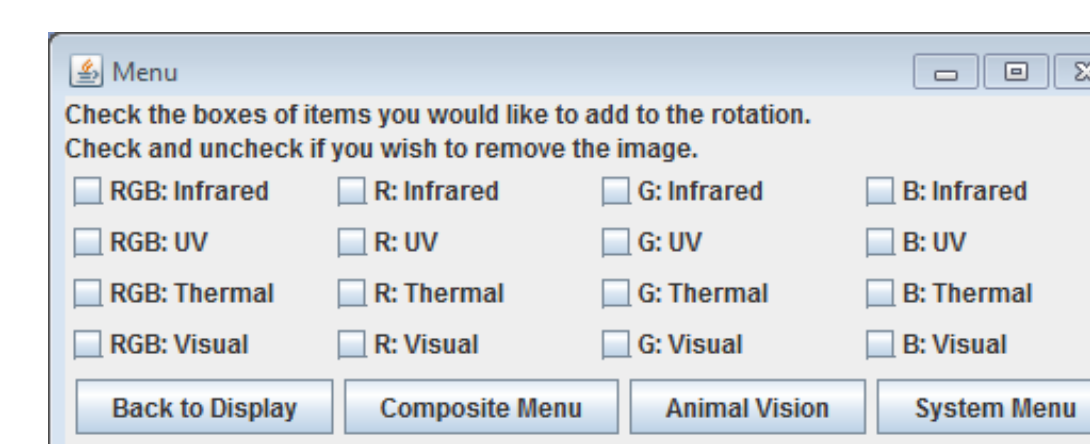 Menu
Check the boxes of items you would like to add to the rotation.
Check and uncheck if you wish to remove the image.
RGB: Infrared R: Infrared G: Infrared B: Infrared
RGB: UV R: UV G: UV B: UV
RGB: Thermal R: Thermal G: Thermal B: Thermal
RGB: Visual R: Visual G: Visual B: Visual
Back to Display Composite Menu Animal Vision System Menu